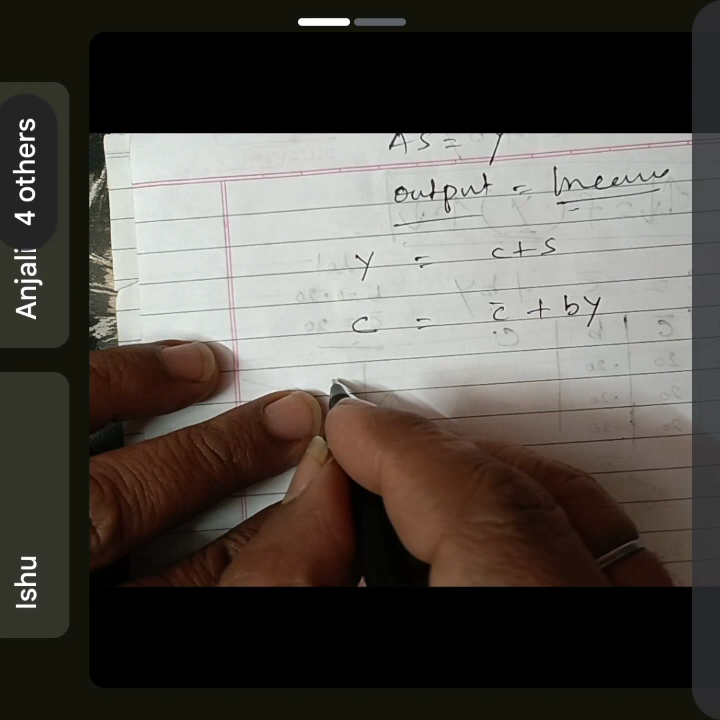 AS = Y
output = Income
y = c+s
c = c̄ + by
Anjali 4 others
Ishu